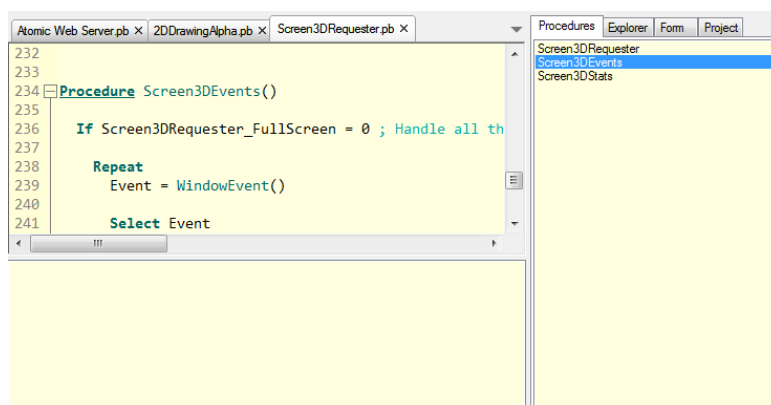 Atomic Web Server.pb 2DDrawingAlpha.pb Screen3DRequester.pb
232
233
234 Procedure Screen3DEvents()
235
236 If Screen3DRequester_FullScreen = 0 ; Handle all th
237
238 Repeat
239 Event = WindowEvent()
240
241 Select Event
Procedures Explorer Form Project
Screen3DRequester
Screen3DEvents
Screen3DStats